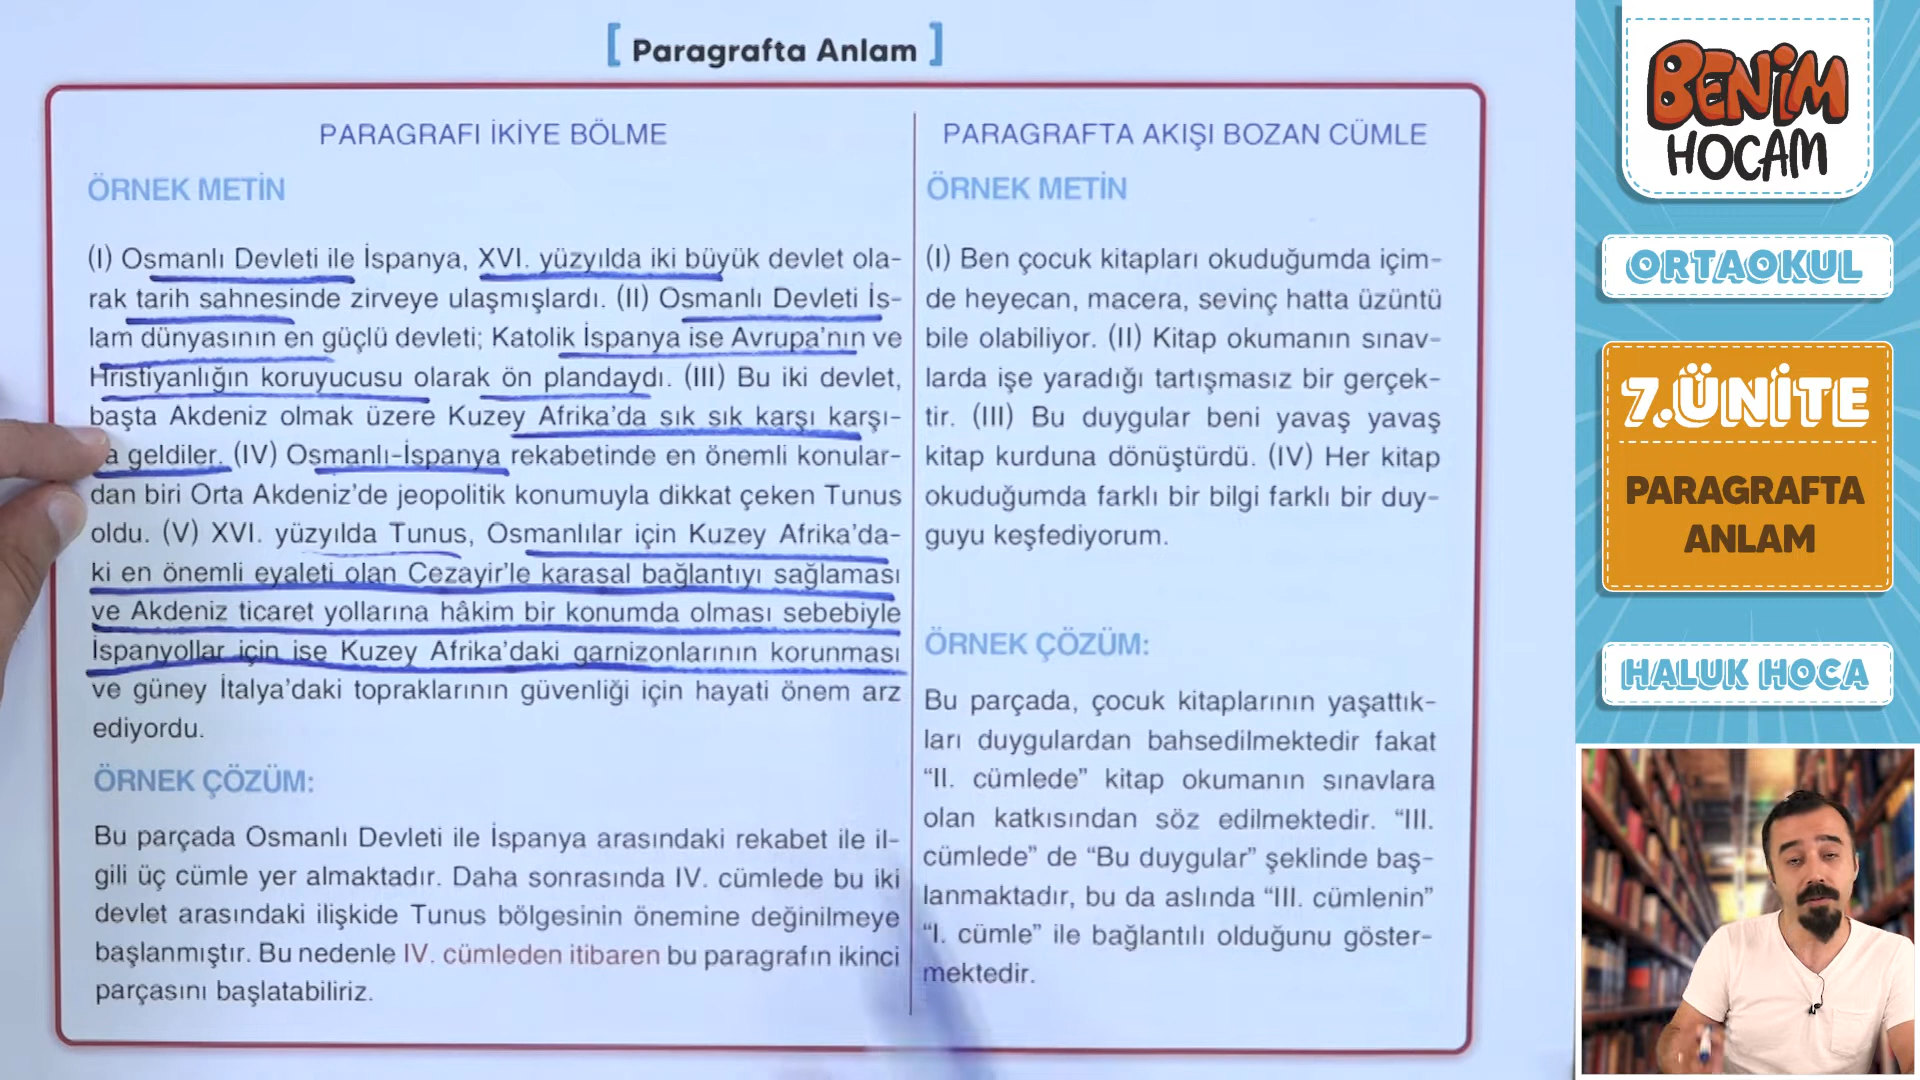 [ Paragrafta Anlam ]
PARAGRAFI İKİYE BÖLME
ÖRNEK METİN
(I) Osmanlı Devleti ile İspanya, XVI. yüzyılda iki büyük devlet ola-
rak tarih sahnesinde zirveye ulaşmışlardı. (II) Osmanlı Devleti İs-
lam dünyasının en güçlü devleti; Katolik İspanya ise Avrupa’nın ve
Hristiyanlığın koruyucusu olarak ön plandaydı. (III) Bu iki devlet,
başta Akdeniz olmak üzere Kuzey Afrika’da sık sık karşı karşı-
a geldiler. (IV) Osmanlı-İspanya rekabetinde en önemli konular-
dan biri Orta Akdeniz’de jeopolitik konumuyla dikkat çeken Tunus
oldu. (V) XVI. yüzyılda Tunus, Osmanlılar için Kuzey Afrika’da-
ki en önemli eyaleti olan Cezayir’le karasal bağlantıyı sağlaması
ve Akdeniz ticaret yollarına hâkim bir konumda olması sebebiyle
İspanyollar için ise Kuzey Afrika’daki garnizonlarının korunması
ve güney İtalya’daki topraklarının güvenliği için hayati önem arz
ediyordu.
ÖRNEK ÇÖZÜM:
Bu parçada Osmanlı Devleti ile İspanya arasındaki rekabet ile il-
gili üç cümle yer almaktadır. Daha sonrasında IV. cümlede bu iki
devlet arasındaki ilişkide Tunus bölgesinin önemine değinilmeye
başlanmıştır. Bu nedenle IV. cümleden itibaren bu paragrafın ikinci
parçasını başlatabiliriz.
PARAGRAFTA AKIŞI BOZAN CÜMLE
ÖRNEK METİN
(I) Ben çocuk kitapları okuduğumda içim-
de heyecan, macera, sevinç hatta üzüntü
bile olabiliyor. (II) Kitap okumanın sınav-
larda işe yaradığı tartışmasız bir gerçek-
tir. (III) Bu duygular beni yavaş yavaş
kitap kurduna dönüştürdü. (IV) Her kitap
okuduğumda farklı bir bilgi farklı bir duy-
guyu keşfediyorum.
ÖRNEK ÇÖZÜM:
Bu parçada, çocuk kitaplarının yaşattık-
ları duygulardan bahsedilmektedir fakat
“II. cümlede” kitap okumanın sınavlara
olan katkısından söz edilmektedir. “III.
cümlede” de “Bu duygular” şeklinde baş-
lanmaktadır, bu da aslında “III. cümlenin”
“I. cümle” ile bağlantılı olduğunu göster-
mektedir.
BENİM
HOCAM
ORTAOKUL
7.ÜNİTE
PARAGRAFTA
ANLAM
HALUK HOCA